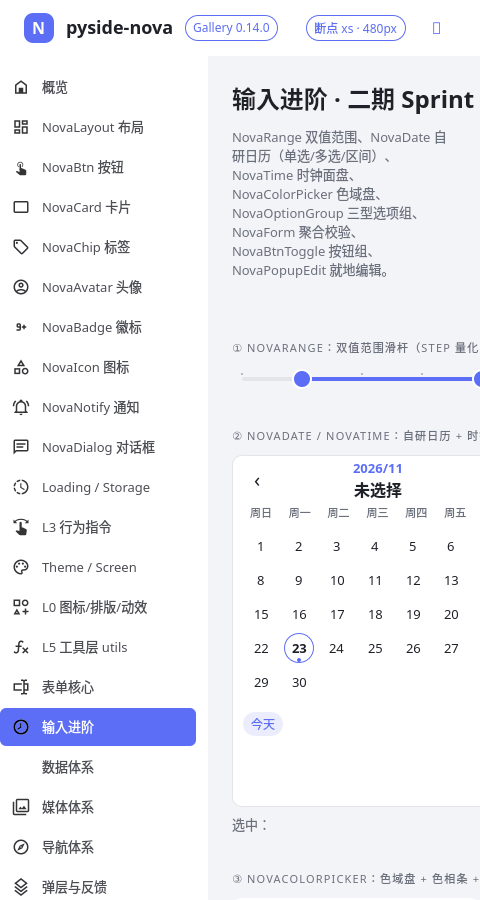 N pyside-nova Gallery 0.14.0 断点 xs · 480px
概览
NovaLayout 布局
NovaBtn 按钮
NovaCard 卡片
NovaChip 标签
NovaAvatar 头像
9+ NovaBadge 徽标
NovaIcon 图标
NovaNotify 通知
NovaDialog 对话框
Loading / Storage
L3 行为指令
Theme / Screen
L0 图标/排版/动效
L5 工具层 utils
表单核心
输入进阶
数据体系
媒体体系
导航体系
弹层与反馈
输入进阶 · 二期 Sprint
NovaRange 双值范围、NovaDate 自
研日历（单选/多选/区间）、
NovaTime 时钟面盘、
NovaColorPicker 色域盘、
NovaOptionGroup 三型选项组、
NovaForm 聚合校验、
NovaBtnToggle 按钮组、
NovaPopupEdit 就地编辑。
① NOVARANGE：双值范围滑杆（STEP 量化
② NOVADATE / NOVATIME：自研日历 + 时
‹ 2026/11
未选择
周日 周一 周二 周三 周四 周五
1 2 3 4 5 6
8 9 10 11 12 13
15 16 17 18 19 20
22 23 24 25 26 27
29 30
今天
选中：
③ NOVACOLORPICKER：色域盘 + 色相条 +